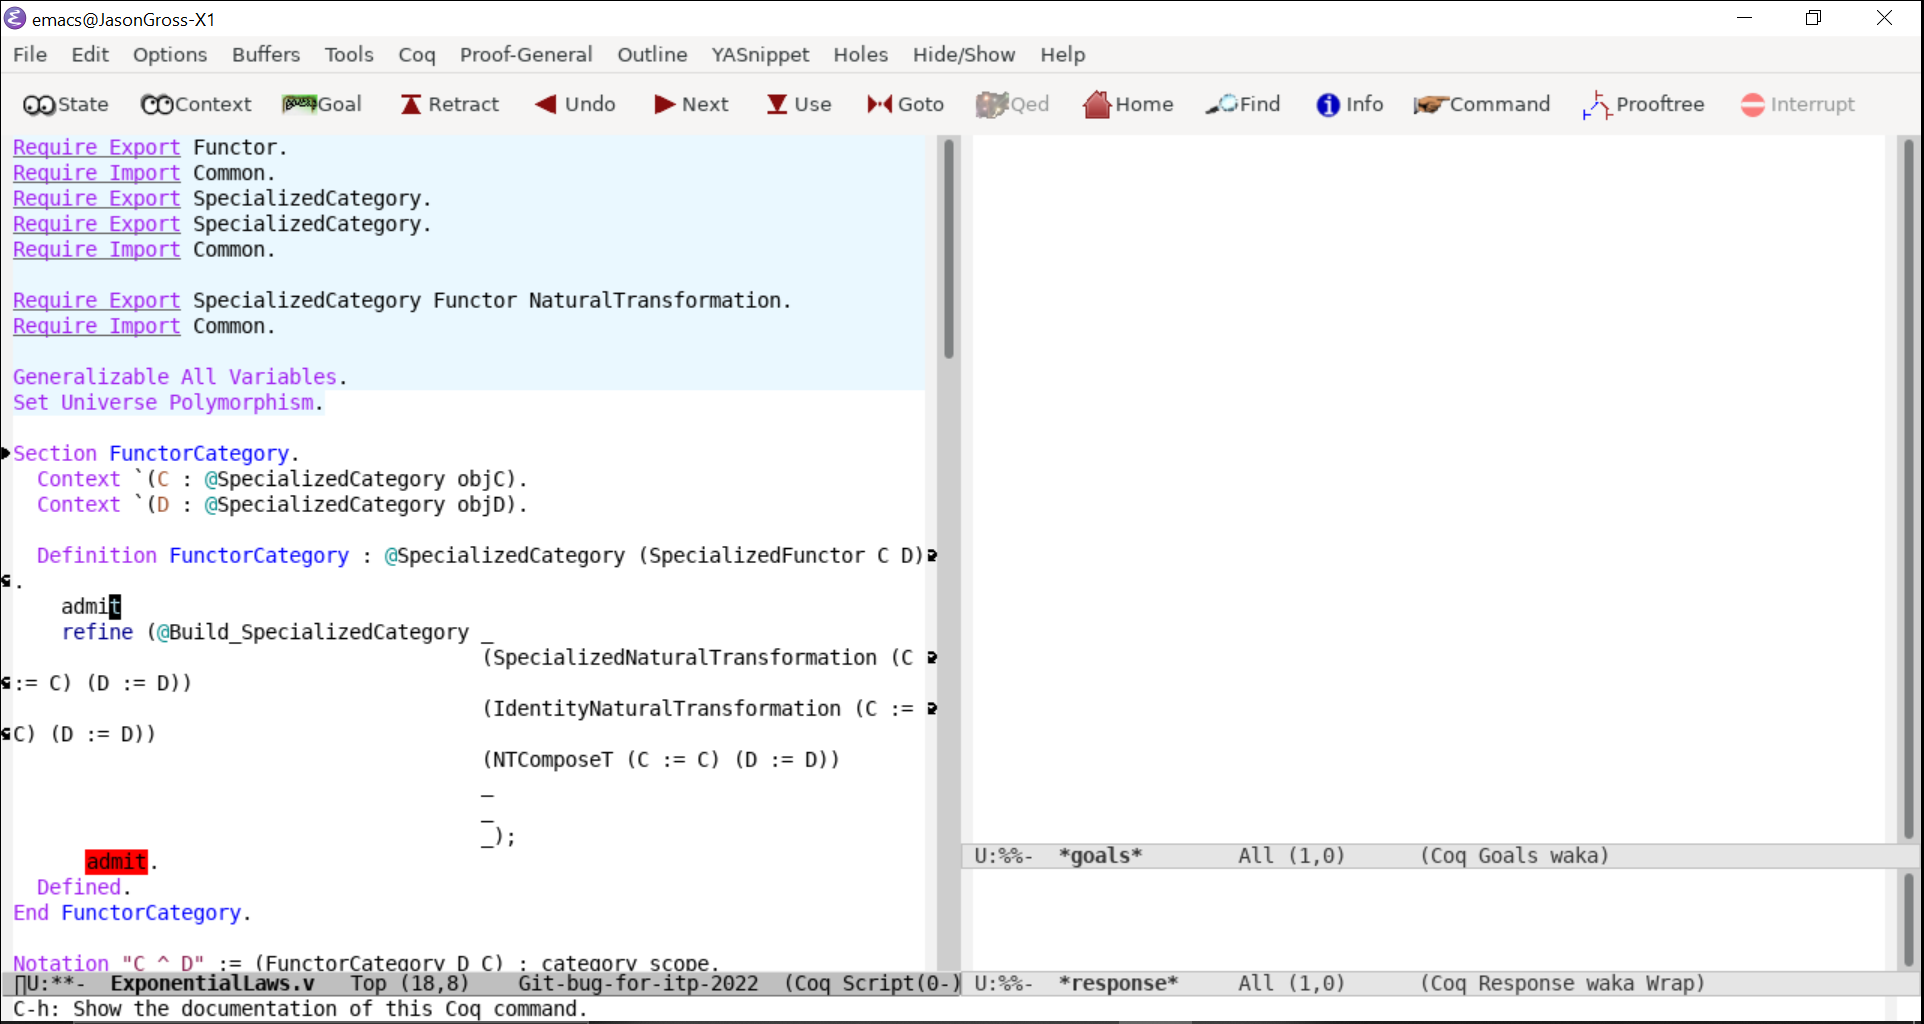 emacs@JasonGross-X1
File Edit Options Buffers Tools Coq Proof-General Outline YASnippet Holes Hide/Show Help
State Context Goal Retract Undo Next Use Goto Qed Home Find Info Command Prooftree Interrupt
Require Export Functor.
Require Import Common.
Require Export SpecializedCategory.
Require Export SpecializedCategory.
Require Import Common.
Require Export SpecializedCategory Functor NaturalTransformation.
Require Import Common.
Generalizable All Variables.
Set Universe Polymorphism.
Section FunctorCategory.
Context `(C : @SpecializedCategory objC).
Context `(D : @SpecializedCategory objD).
Definition FunctorCategory : @SpecializedCategory (SpecializedFunctor C D)
.
admit
refine (@Build_SpecializedCategory _
(SpecializedNaturalTransformation (C
:= C) (D := D))
(IdentityNaturalTransformation (C :=
C) (D := D))
(NTComposeT (C := C) (D := D))
_
_
_);
admit.
Defined.
End FunctorCategory.
Notation "C ^ D" := (FunctorCategory D C) : category_scope.
U:**- ExponentialLaws.v Top (18,8) Git-bug-for-itp-2022 (Coq Script(0-)
U:%%- *goals* All (1,0) (Coq Goals waka)
U:%%- *response* All (1,0) (Coq Response waka Wrap)
C-h: Show the documentation of this Coq command.